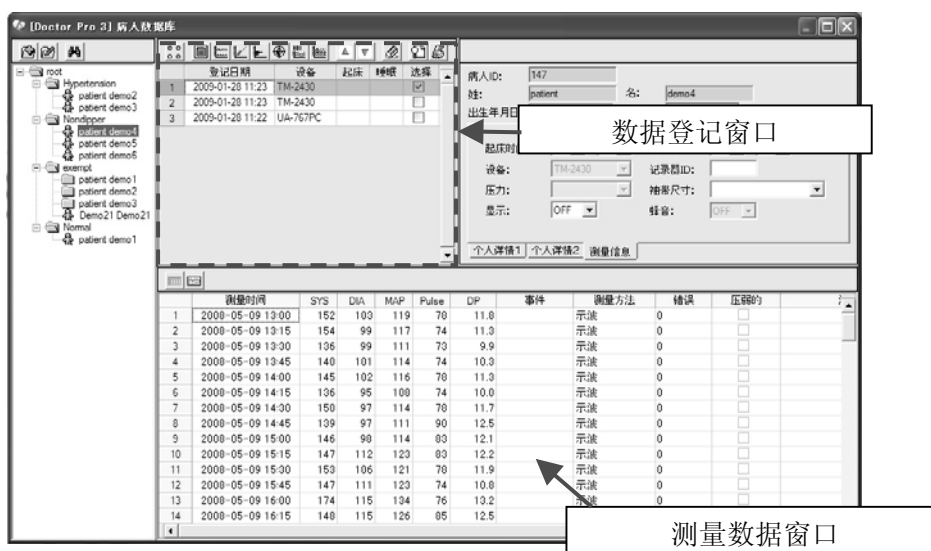 [Doctor Pro 3] 病人数据库
root
Hypertension
patient demo2
patient demo3
Nondipper
patient demo4
patient demo5
patient demo6
exempt
patient demo1
patient demo2
patient demo3
Demo21 Demo21
Normal
patient demo1
登记日期 设备 起床 睡眠 选择
1 2009-01-28 11:23 TM-2430
2 2009-01-28 11:23 TM-2430
3 2009-01-28 11:22 UA-767PC
病人ID: 147
姓: patient 名: demo4
出生年月日
起床时
设备: TM-2430 记录器ID:
压力: 袖带尺寸:
显示: OFF 蜂音: OFF
个人详情1 个人详情2 测量信息
数据登记窗口
测量时间 SYS DIA MAP Pulse DP 事件 测量方法 错误 压弱的
1 2008-05-09 13:00 152 103 119 78 11.8 示波 0
2 2008-05-09 13:15 154 99 117 74 11.3 示波 0
3 2008-05-09 13:30 136 99 111 73 9.9 示波 0
4 2008-05-09 13:45 140 101 114 74 10.3 示波 0
5 2008-05-09 14:00 145 102 116 78 11.3 示波 0
6 2008-05-09 14:15 136 95 108 74 10.0 示波 0
7 2008-05-09 14:30 150 97 114 78 11.7 示波 0
8 2008-05-09 14:45 139 97 111 90 12.5 示波 0
9 2008-05-09 15:00 146 98 114 83 12.1 示波 0
10 2008-05-09 15:15 147 112 123 83 12.2 示波 0
11 2008-05-09 15:30 153 106 121 78 11.9 示波 0
12 2008-05-09 15:45 147 111 123 74 10.8 示波 0
13 2008-05-09 16:00 174 115 134 76 13.2 示波 0
14 2008-05-09 16:15 148 115 126 85 12.5
测量数据窗口